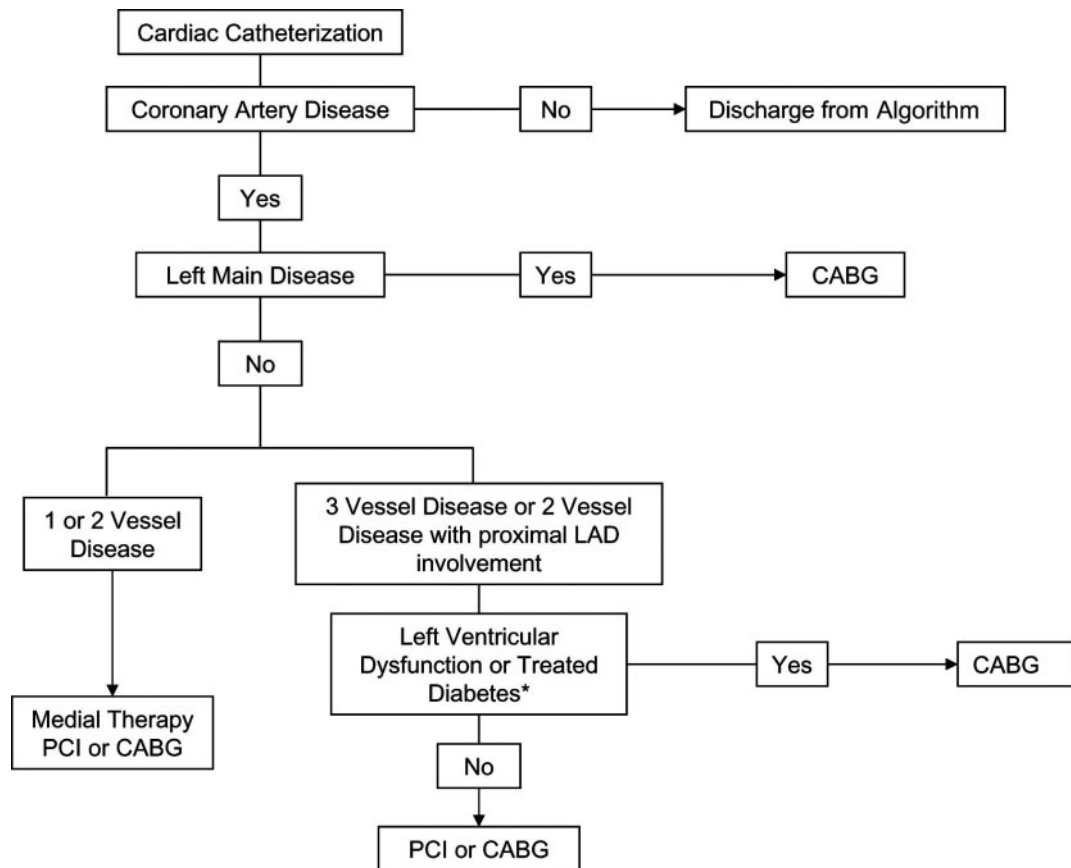 Cardiac Catheterization
Coronary Artery Disease
No
Discharge from Algorithm
Yes
Left Main Disease
Yes
CABG
No
1 or 2 Vessel
Disease
3 Vessel Disease or 2 Vessel
Disease with proximal LAD
involvement
Left Ventricular
Dysfunction or Treated
Diabetes*
Yes
CABG
Medial Therapy
PCI or CABG
No
PCI or CABG